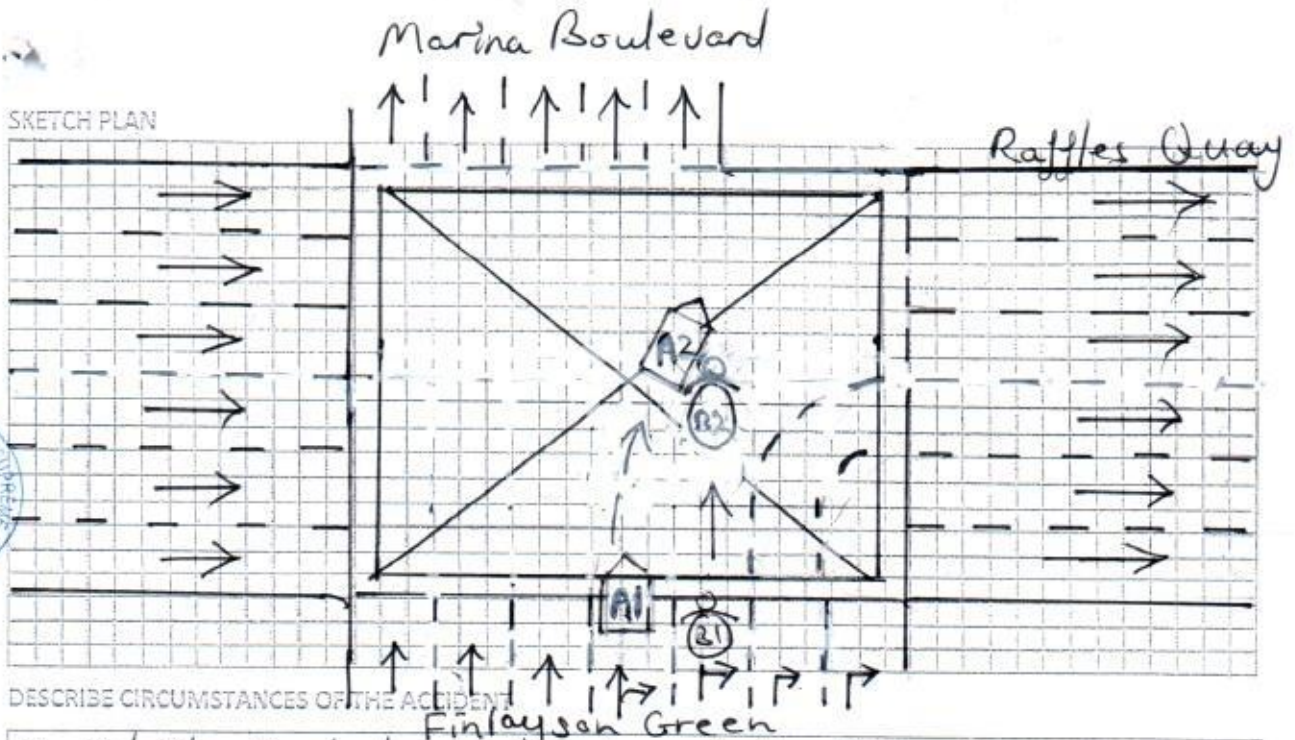 Marina Boulevard
SKETCH PLAN
Raffles Quay
A2
B2
A1
B1
DESCRIBE CIRCUMSTANCES OF THE ACCIDENT
Finlayson Green